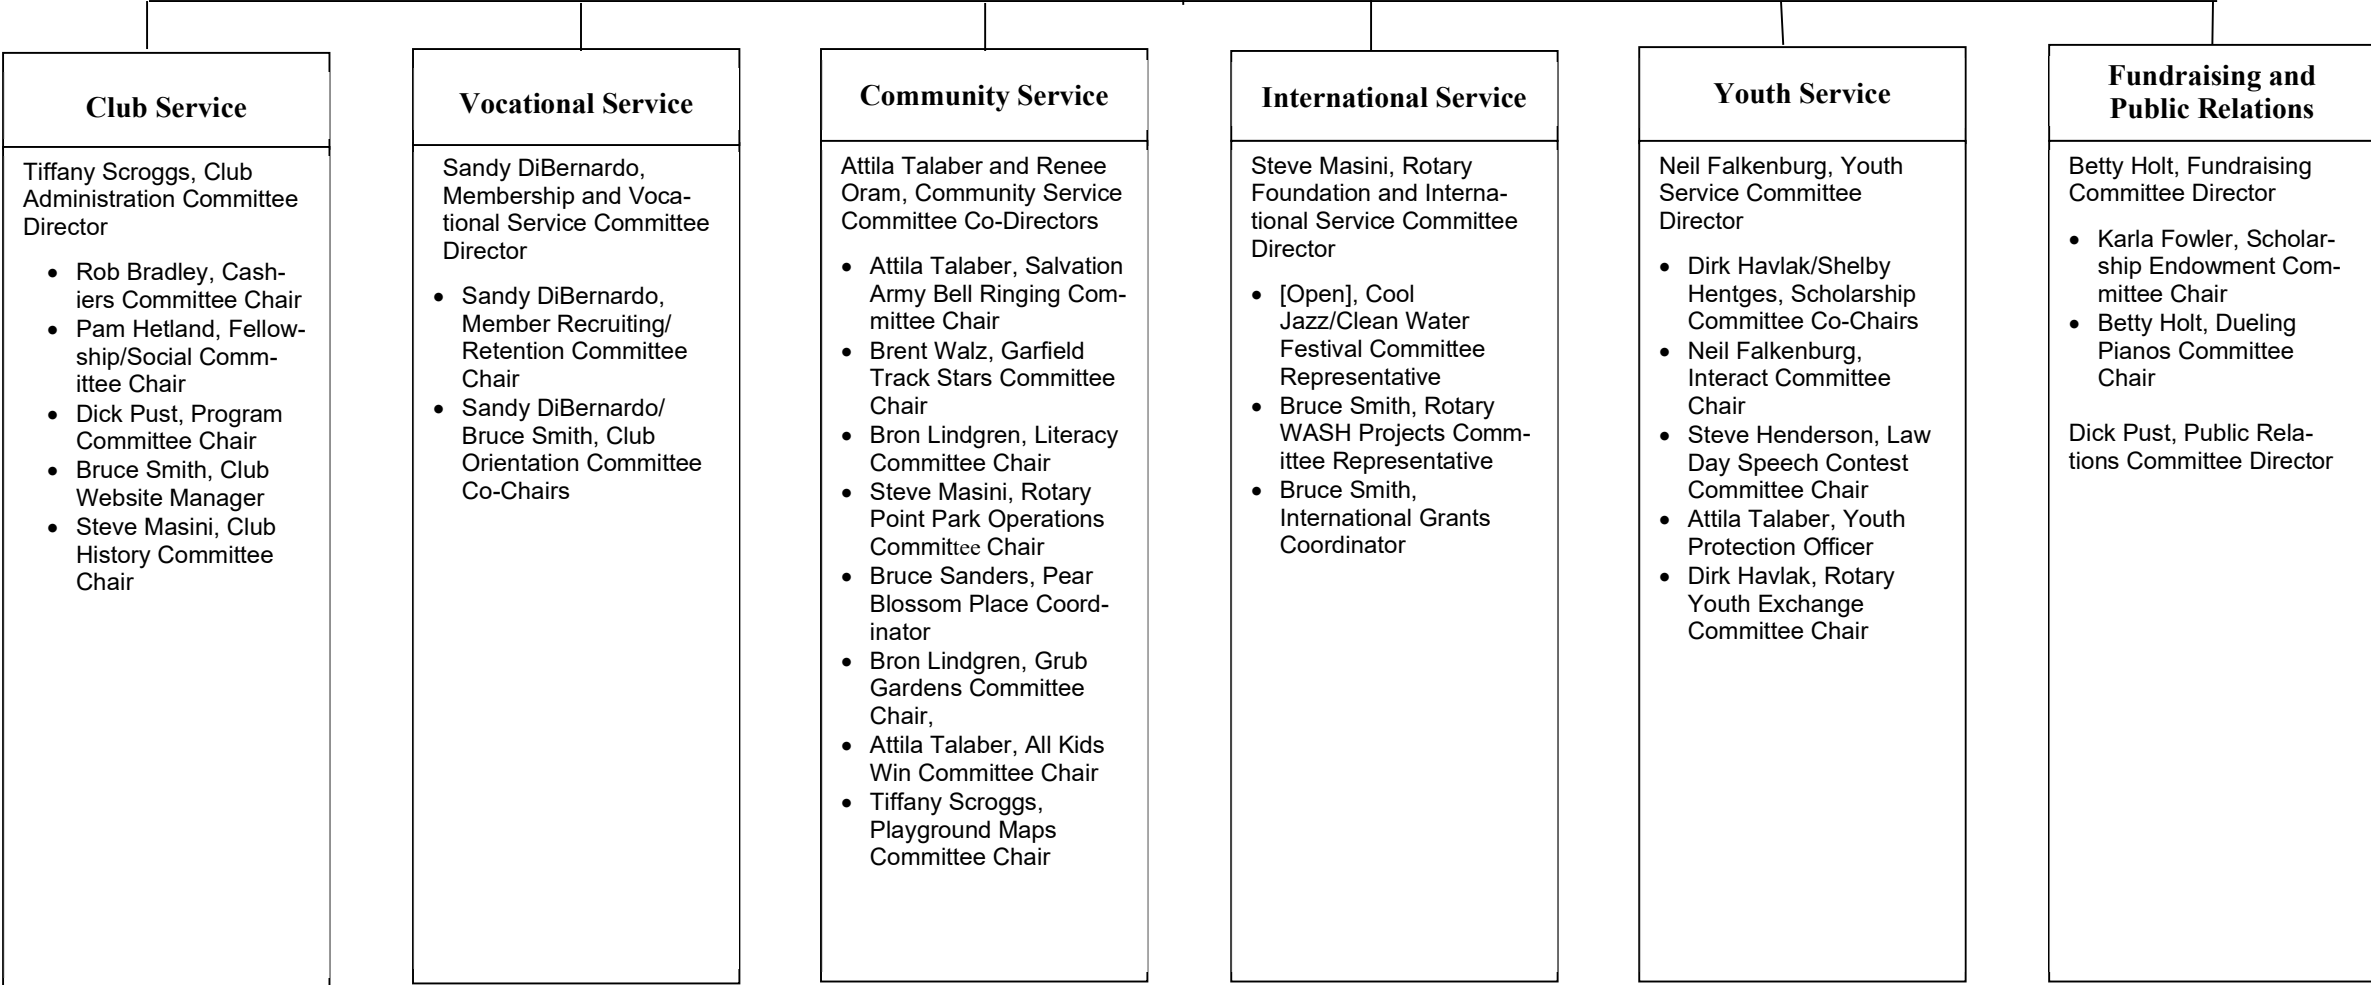 Club Service
Tiffany Scroggs, Club
Administration Committee
Director
• Rob Bradley, Cash-
iers Committee Chair
• Pam Hetland, Fellow-
ship/Social Comm-
ittee Chair
• Dick Pust, Program
Committee Chair
• Bruce Smith, Club
Website Manager
• Steve Masini, Club
History Committee
Chair
Vocational Service
Sandy DiBernardo,
Membership and Voca-
tional Service Committee
Director
• Sandy DiBernardo,
Member Recruiting/
Retention Committee
Chair
• Sandy DiBernardo/
Bruce Smith, Club
Orientation Committee
Co-Chairs
Community Service
Attila Talaber and Renee
Oram, Community Service
Committee Co-Directors
• Attila Talaber, Salvation
Army Bell Ringing Com-
mittee Chair
• Brent Walz, Garfield
Track Stars Committee
Chair
• Bron Lindgren, Literacy
Committee Chair
• Steve Masini, Rotary
Point Park Operations
Committee Chair
• Bruce Sanders, Pear
Blossom Place Coord-
inator
• Bron Lindgren, Grub
Gardens Committee
Chair,
• Attila Talaber, All Kids
Win Committee Chair
• Tiffany Scroggs,
Playground Maps
Committee Chair
International Service
Steve Masini, Rotary
Foundation and Interna-
tional Service Committee
Director
• [Open], Cool
Jazz/Clean Water
Festival Committee
Representative
• Bruce Smith, Rotary
WASH Projects Comm-
ittee Representative
• Bruce Smith,
International Grants
Coordinator
Youth Service
Neil Falkenburg, Youth
Service Committee
Director
• Dirk Havlak/Shelby
Hentges, Scholarship
Committee Co-Chairs
• Neil Falkenburg,
Interact Committee
Chair
• Steve Henderson, Law
Day Speech Contest
Committee Chair
• Attila Talaber, Youth
Protection Officer
• Dirk Havlak, Rotary
Youth Exchange
Committee Chair
Fundraising and
Public Relations
Betty Holt, Fundraising
Committee Director
• Karla Fowler, Scholar-
ship Endowment Com-
mittee Chair
• Betty Holt, Dueling
Pianos Committee
Chair
Dick Pust, Public Rela-
tions Committee Director